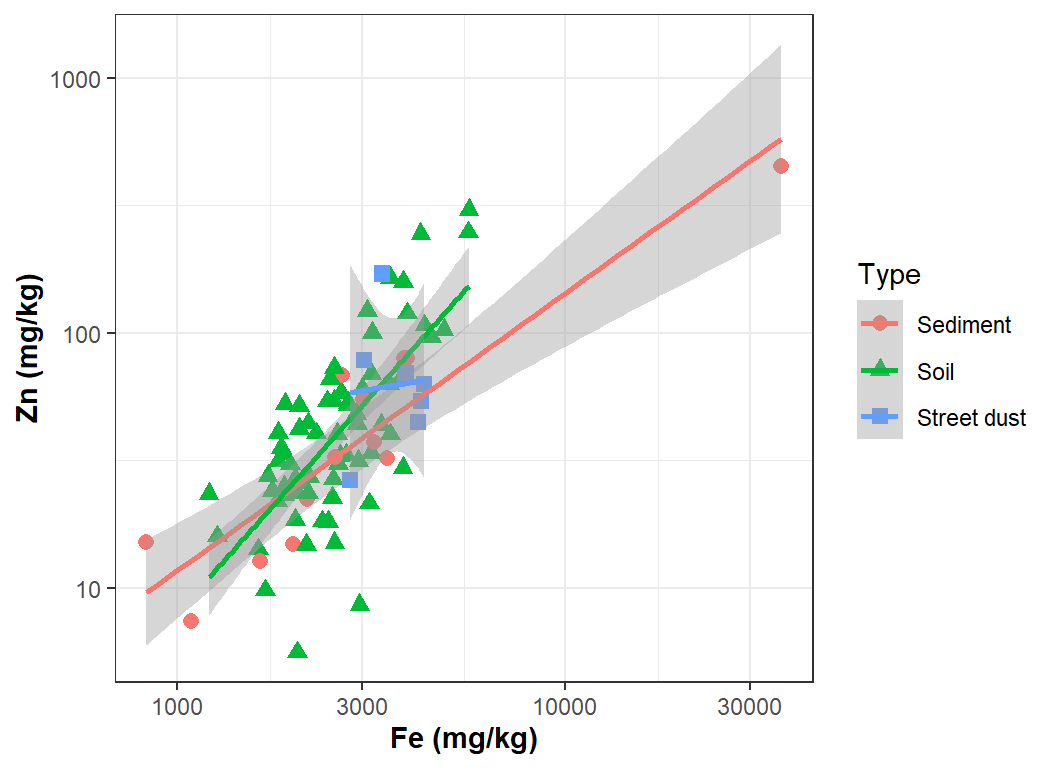 Zn (mg/kg)
1000
100
10
1000
3000
10000
30000
Fe (mg/kg)
Type
Sediment
Soil
Street dust